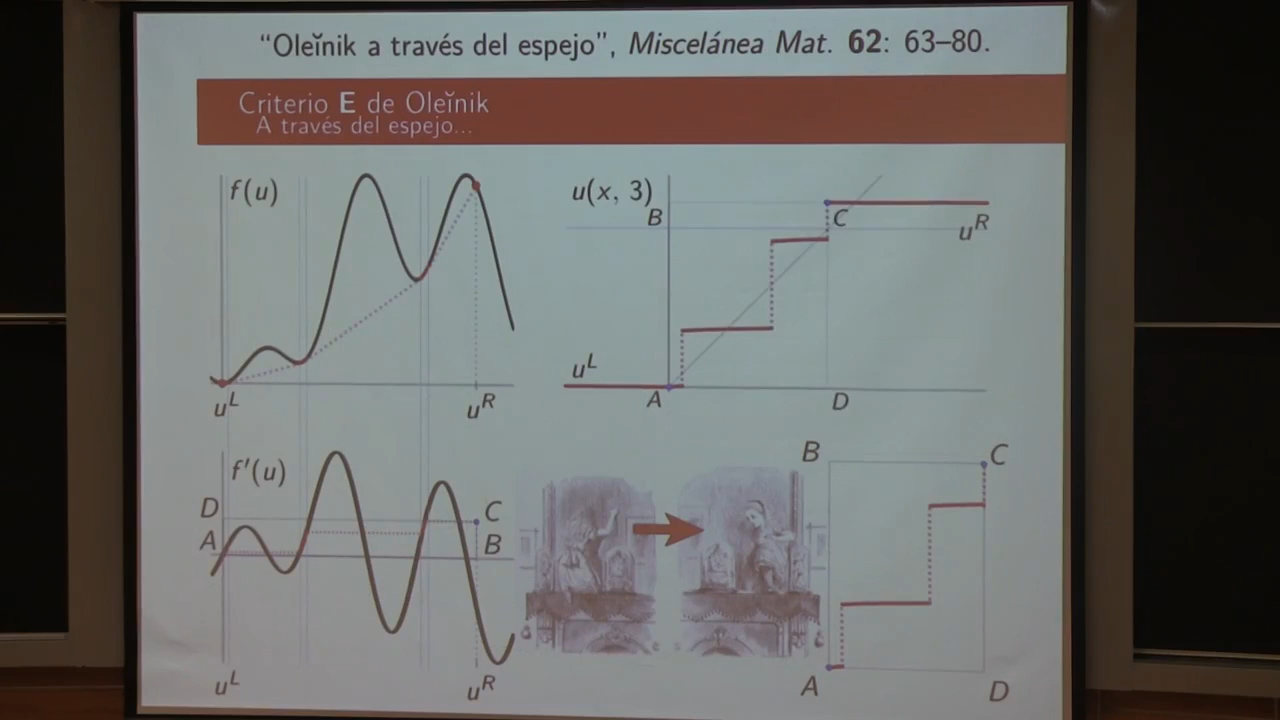 “Oleĭnik a través del espejo”, Miscelánea Mat. 62: 63–80.
Criterio E de Oleĭnik
A través del espejo...
f(u)
u^L
u^R
u(x, 3)
B
C
u^R
u^L
A
D
f′(u)
D
A
C
B
u^L
u^R
B
C
A
D